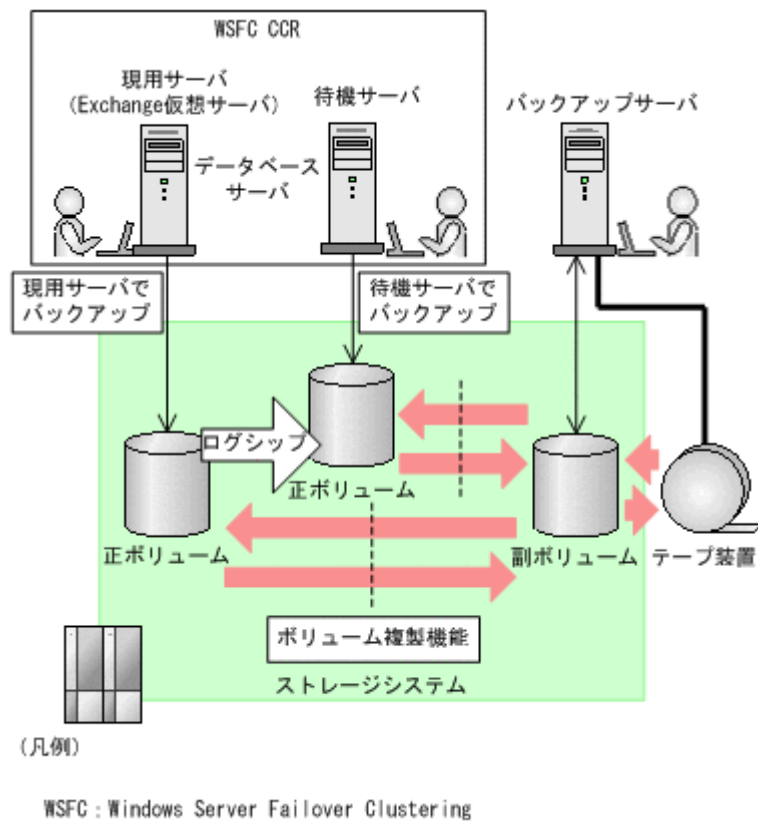 WSFC CCR
現用サーバ
(Exchange仮想サーバ)
待機サーバ
バックアップサーバ
データベース
サーバ
現用サーバで
バックアップ
待機サーバで
バックアップ
ログシップ
正ボリューム
正ボリューム
副ボリューム
テープ装置
ボリューム複製機能
ストレージシステム
(凡例)
WSFC：Windows Server Failover Clustering